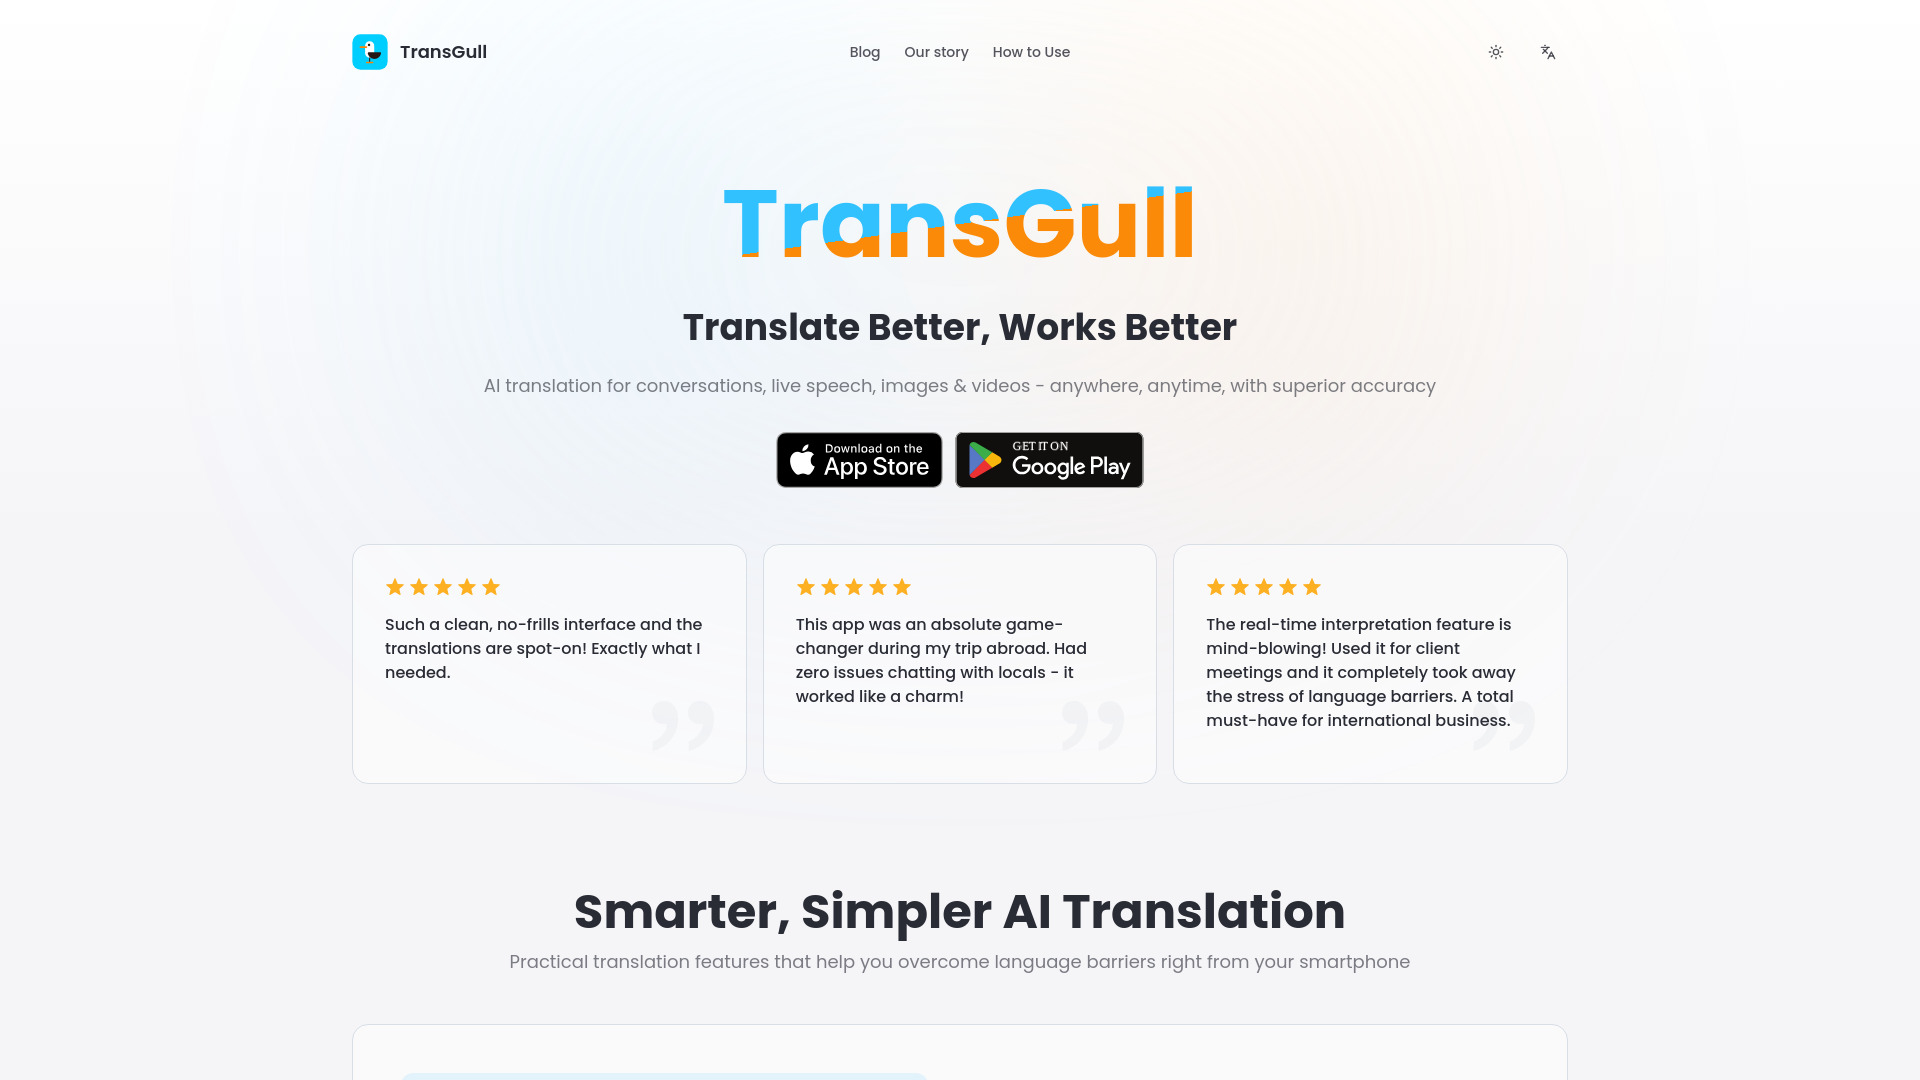 TransGull
Blog
Our story
How to Use
TransGull
Translate Better, Works Better
AI translation for conversations, live speech, images & videos - anywhere, anytime, with superior accuracy
Download on the
App Store
GET IT ON
Google Play
Such a clean, no-frills interface and the
translations are spot-on! Exactly what I
needed.
This app was an absolute game-
changer during my trip abroad. Had
zero issues chatting with locals - it
worked like a charm!
The real-time interpretation feature is
mind-blowing! Used it for client
meetings and it completely took away
the stress of language barriers. A total
must-have for international business.
Smarter, Simpler AI Translation
Practical translation features that help you overcome language barriers right from your smartphone